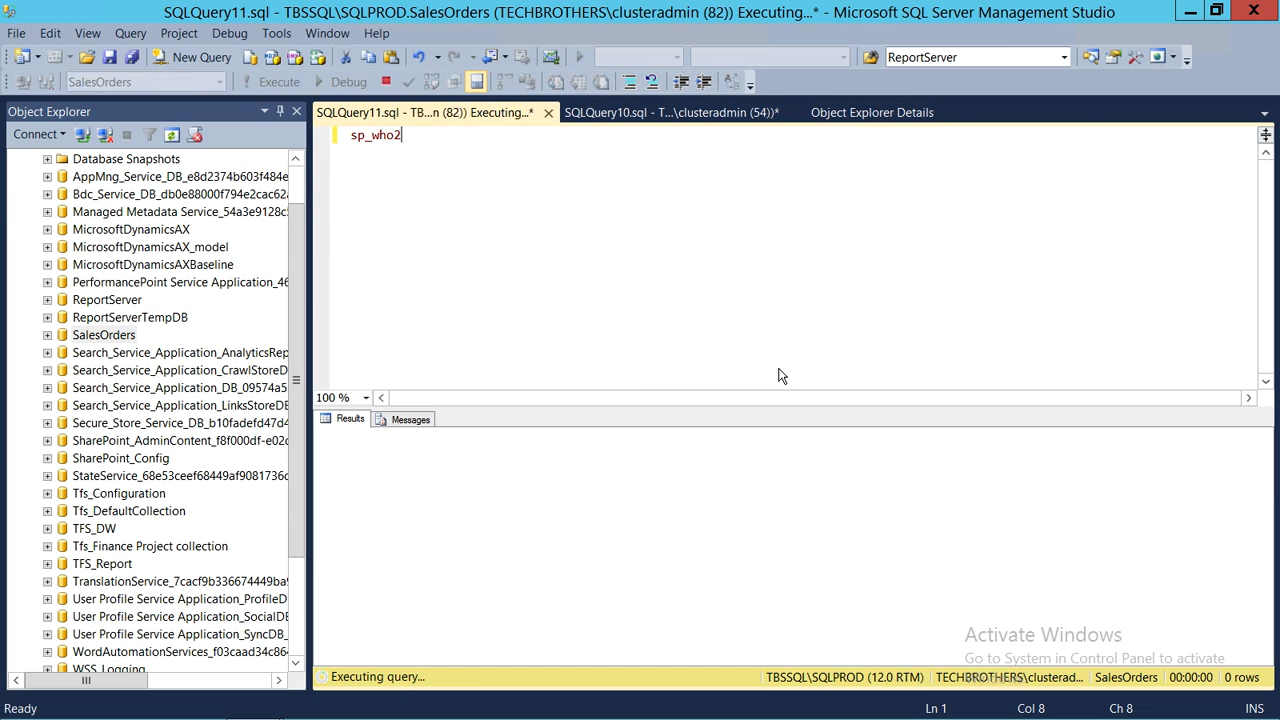 SQLQuery11.sql - TBSSQL\SQLPROD.SalesOrders (TECHBROTHERS\clusteradmin (82)) Executing...* - Microsoft SQL Server Management Studio
File Edit View Query Project Debug Tools Window Help
New Query ReportServer
SalesOrders Execute Debug
Object Explorer
SQLQuery11.sql - TB...n (82)) Executing...* SQLQuery10.sql - T...\clusteradmin (54))* Object Explorer Details
Connect
sp_who2
Database Snapshots
AppMng_Service_DB_e8d2374b603f484e
Bdc_Service_DB_db0e88000f794e2cac62
Managed Metadata Service_54a3e9128c
MicrosoftDynamicsAX
MicrosoftDynamicsAX_model
MicrosoftDynamicsAXBaseline
PerformancePoint Service Application_46
ReportServer
ReportServerTempDB
SalesOrders
Search_Service_Application_AnalyticsRep
Search_Service_Application_CrawlStoreD
Search_Service_Application_DB_09574a5
Search_Service_Application_LinksStoreDB
Secure_Store_Service_DB_b10fadefd47d4
SharePoint_AdminContent_f8f000df-e02c
SharePoint_Config
StateService_68e53ceef68449af9081736c
Tfs_Configuration
Tfs_DefaultCollection
TFS_DW
Tfs_Finance Project collection
TFS_Report
TranslationService_7cacf9b336674449ba
User Profile Service Application_ProfileD
User Profile Service Application_SocialDB
User Profile Service Application_SyncDB_
WordAutomationServices_f03caad34c86
WSS_Logging
100 %
Results Messages
Activate Windows
Go to System in Control Panel to activate
Executing query... TBSSQL\SQLPROD (12.0 RTM) TECHBROTHERS\clusterad... SalesOrders 00:00:00 0 rows
Ready Ln 1 Col 8 Ch 8 INS